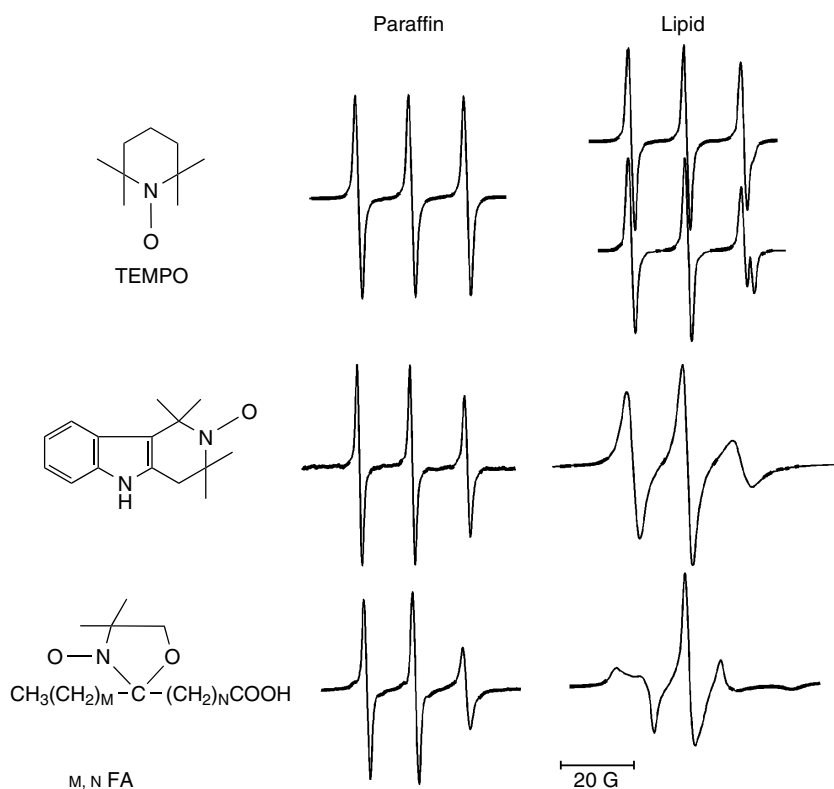 Paraffin Lipid
N
O
TEMPO
O
N
N
H
O N O
CH3(CH2)M C (CH2)NCOOH
M, N FA
20 G